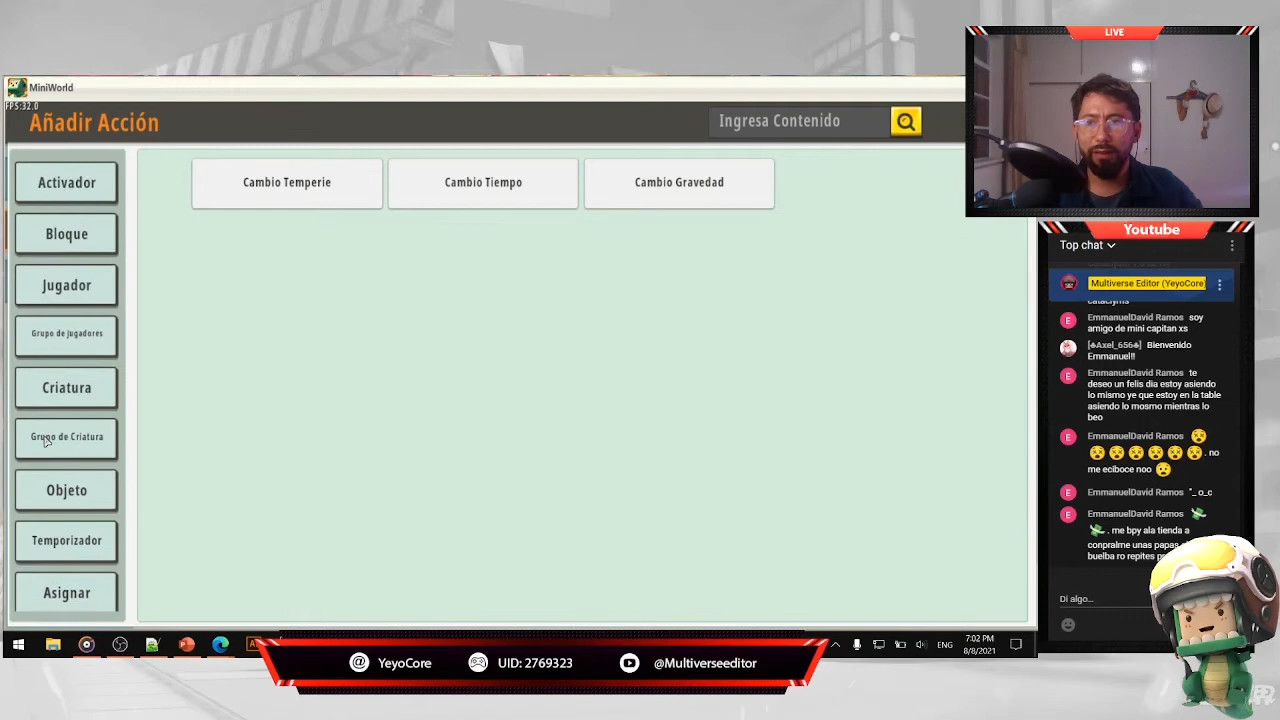 LIVE
MiniWorld
FPS:32.0
Añadir Acción
Ingresa Contenido
Activador
Bloque
Jugador
Grupo de Jugadores
Criatura
Grupo de Criatura
Objeto
Temporizador
Asignar
Cambio Temperie
Cambio Tiempo
Cambio Gravedad
Youtube
Top chat
Multiverse Editor (YeyoCore)
EmmanuelDavid Ramos soy
amigo de mini capitan xs
[♣Axel_656♣] Bienvenido
Emmanuel!!
EmmanuelDavid Ramos te
deseo un felis dia estoy asiendo
lo mismo ye que estoy en la table
asiendo lo mosmo mientras lo
beo
EmmanuelDavid Ramos 😵
😵😵😵😵😵😵. no
me eciboce noo 😧
EmmanuelDavid Ramos "_ o_c
EmmanuelDavid Ramos 💸
💸. me bpy ala tienda a
conpralme unas papas
buelba ro repites
Di algo...
7:02 PM
8/8/2021
ENG
@ YeyoCore
UID: 2769323
@Multiverseeditor